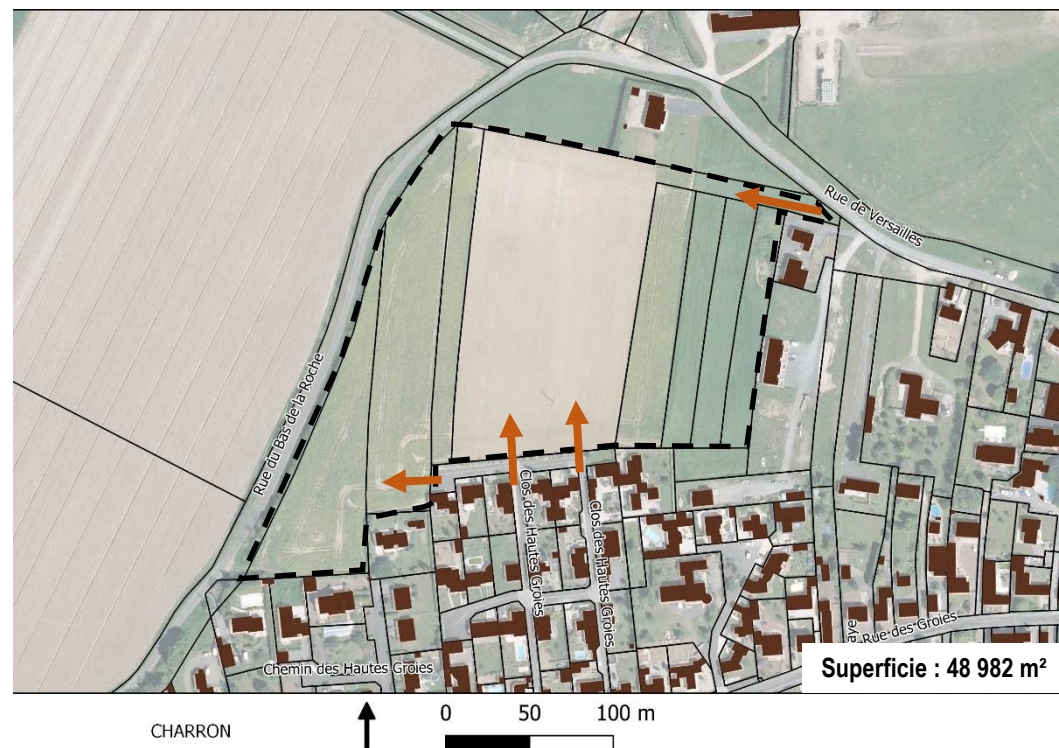 Rue de Versailles
Rue du Bas de la Roche
Clos des Hautes Groies
Clos des Hautes Groies
Rue des Groies
Chemin des Hautes Groies
Superficie : 48 982 m²
CHARRON
0 50 100 m